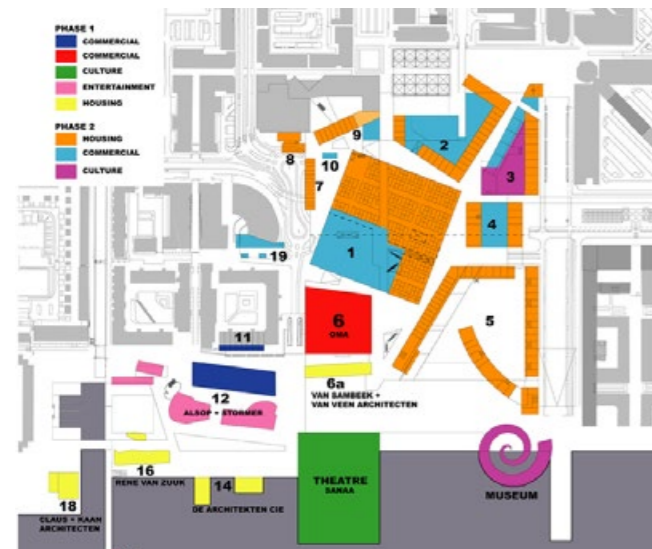 PHASE 1
COMMERCIAL
COMMERCIAL
CULTURE
ENTERTAINMENT
HOUSING
PHASE 2
HOUSING
COMMERCIAL
CULTURE
9
2
8
10
3
7
4
19
1
5
6
OMA
11
6a
12
VAN SAMBEEK +
VAN VEEN ARCHITECTEN
ALSOP + STORMER
16
RENE VAN ZUUK
THEATRE
SANAA
14
MUSEUM
18
DE ARCHITEKTEN CIE
CLAUS + KAAN
ARCHITECTEN